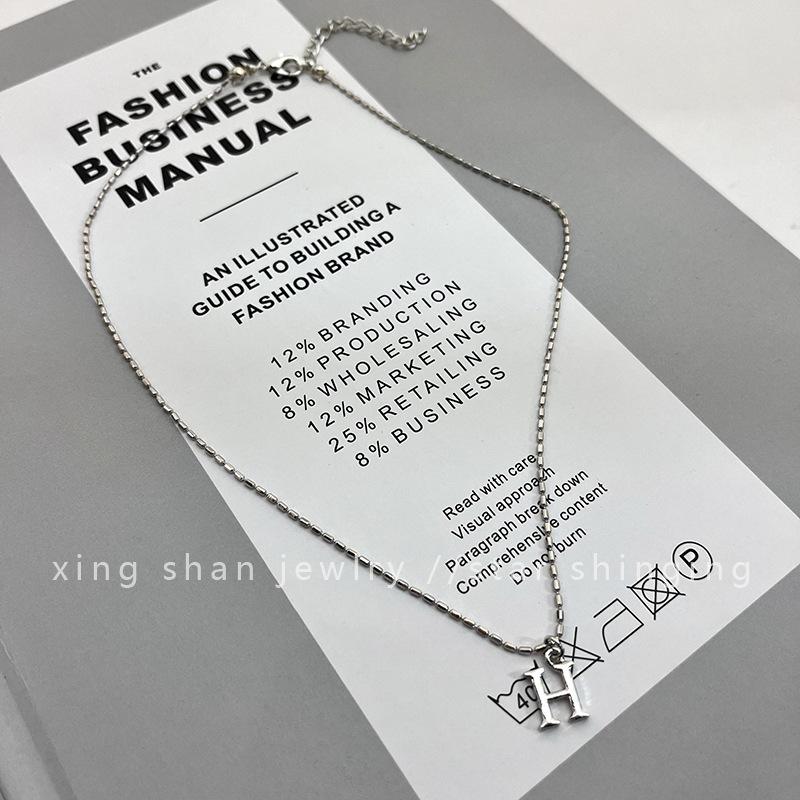 THE
FASHION
BUSINESS
MANUAL
AN ILLUSTRATED
GUIDE TO BUILDING A
FASHION BRAND
12% BRANDING
12% PRODUCTION
8% WHOLESALING
12% MARKETING
25% RETAILING
8% BUSINESS
Read with care
Visual approach
Paragraph break down
Comprehensive content
Do not burn
xing shan jewlry //star shinging
P
40
H